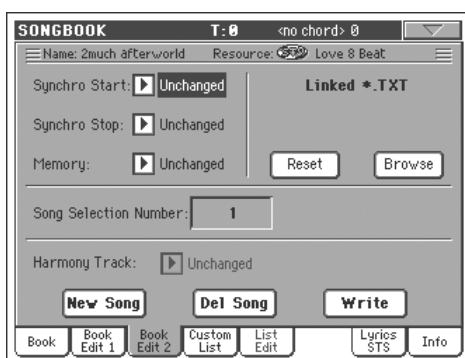 SONGBOOK T:0 <no chord> 0
Name: 2much afterworld Resource: Love 8 Beat
Synchro Start: Unchanged Linked *.TXT
Synchro Stop: Unchanged
Memory: Unchanged Reset Browse
Song Selection Number: 1
Harmony Track: Unchanged
New Song Del Song Write
Book Book Edit 1 Book Edit 2 Custom List List Edit Lyrics STS Info